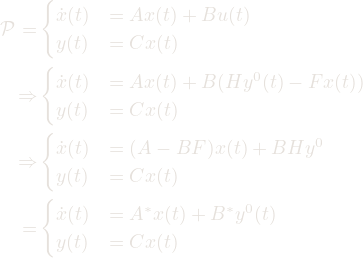 𝒫 = { ẋ(t) = Ax(t) + Bu(t)
y(t) = Cx(t)
⇒ { ẋ(t) = Ax(t) + B(Hy⁰(t) − Fx(t))
y(t) = Cx(t)
⇒ { ẋ(t) = (A − BF)x(t) + BHy⁰
y(t) = Cx(t)
= { ẋ(t) = A*x(t) + B*y⁰(t)
y(t) = Cx(t)